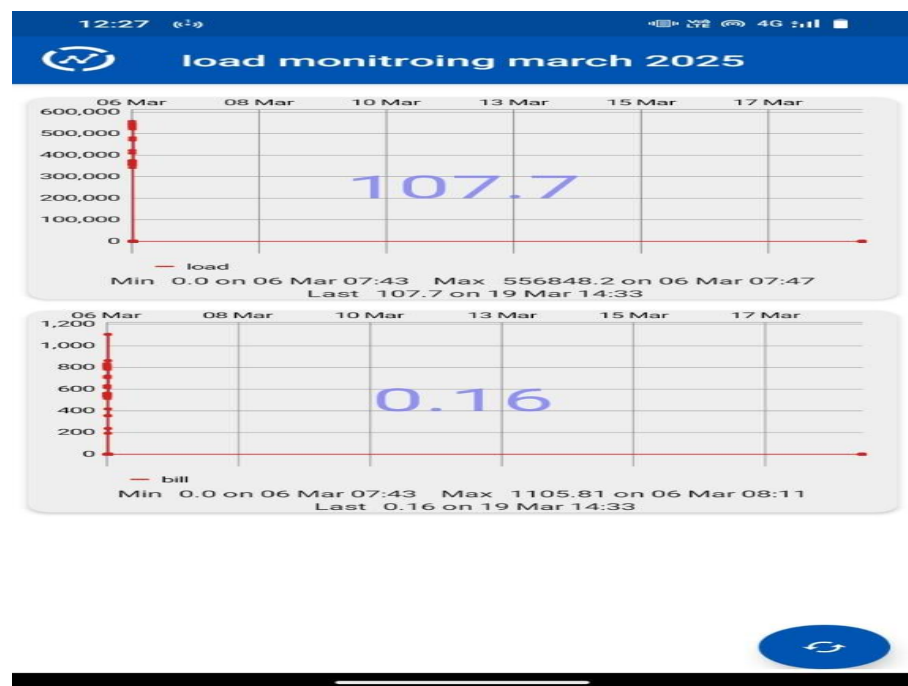 12:27
4G
load monitroing march 2025
06 Mar 08 Mar 10 Mar 13 Mar 15 Mar 17 Mar
600,000
500,000
400,000
300,000
200,000
100,000
0
107.7
load
Min 0.0 on 06 Mar 07:43 Max 556848.2 on 06 Mar 07:47
Last 107.7 on 19 Mar 14:33
06 Mar 08 Mar 10 Mar 13 Mar 15 Mar 17 Mar
1,200
1,000
800
600
400
200
0
0.16
bill
Min 0.0 on 06 Mar 07:43 Max 1105.81 on 06 Mar 08:11
Last 0.16 on 19 Mar 14:33